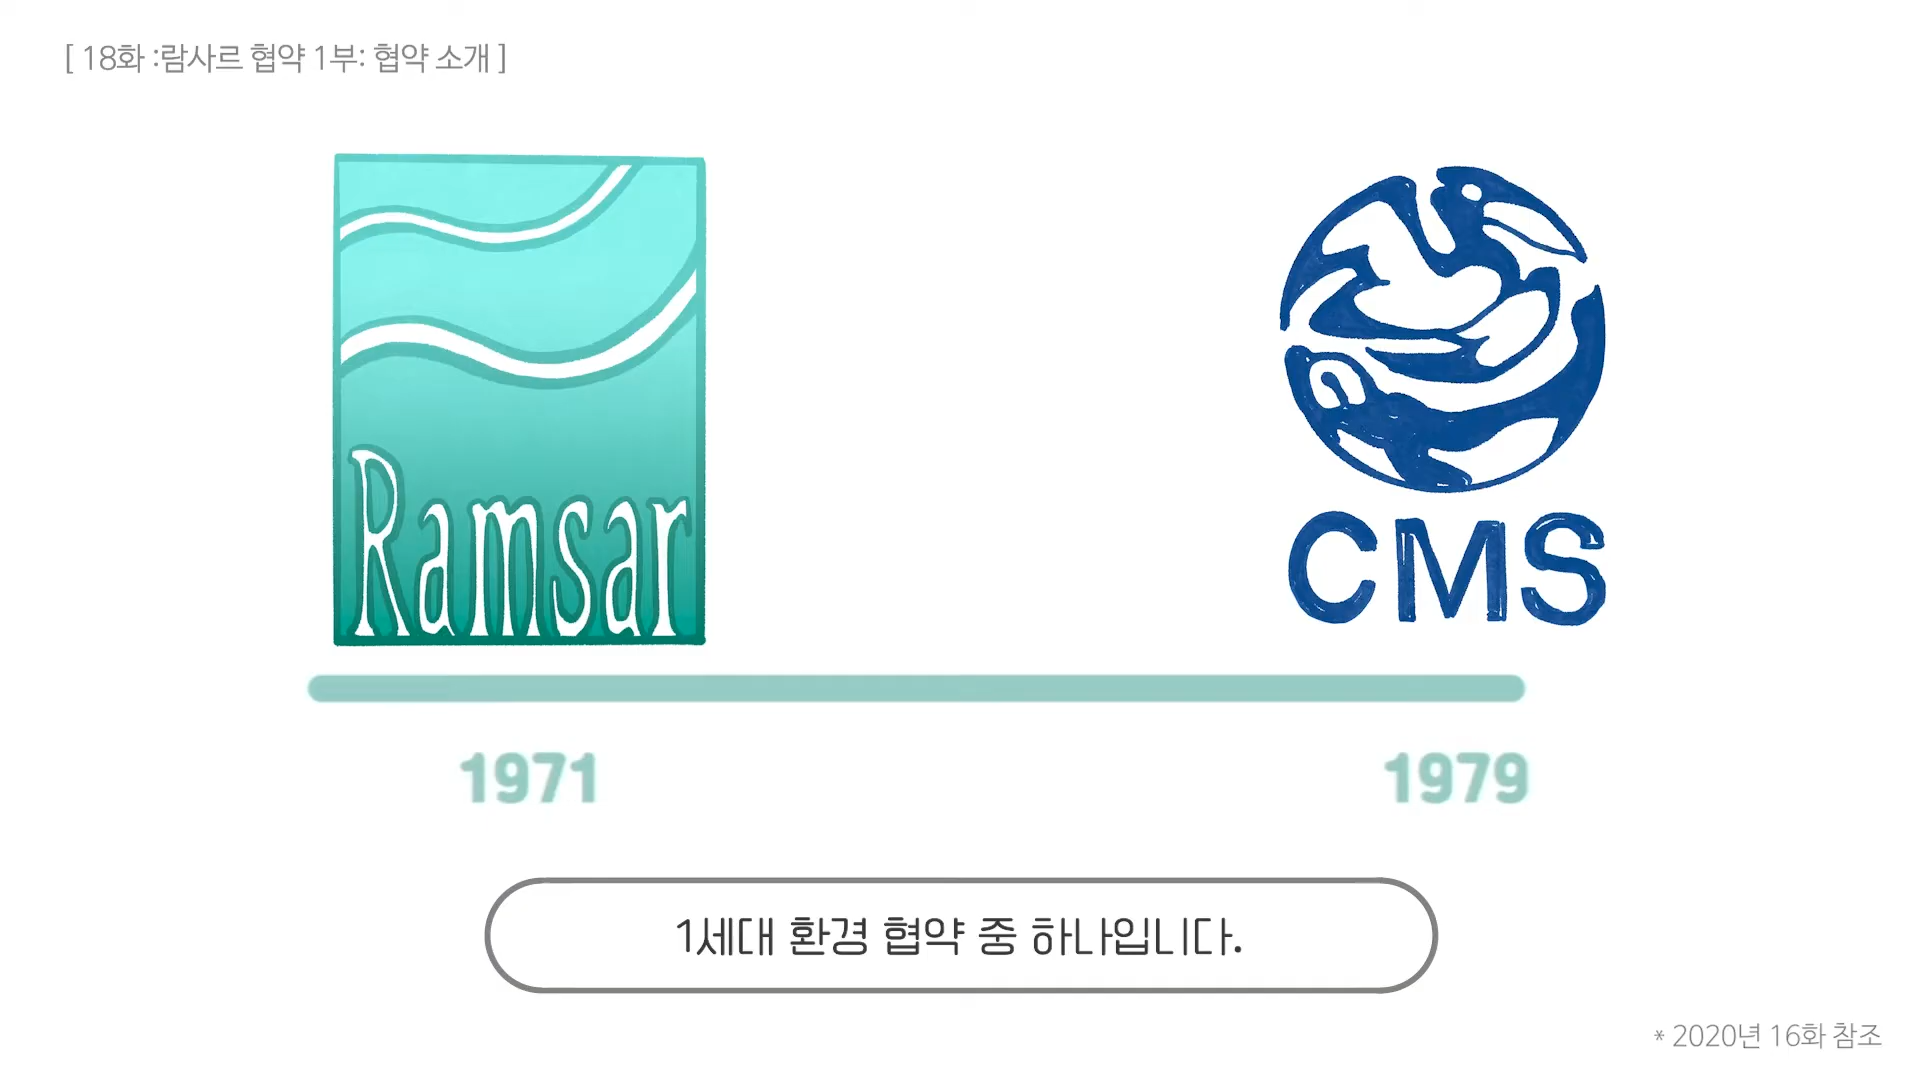 [ 18화 :람사르 협약 1부: 협약 소개 ]
Ramsar
CMS
1971
1979
1세대 환경 협약 중 하나입니다.
* 2020년 16화 참조